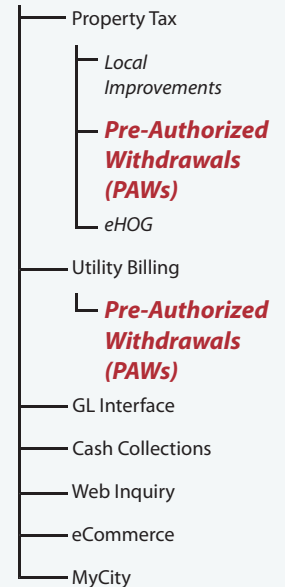 Property Tax
Local
Improvements
Pre-Authorized
Withdrawals
(PAWs)
eHOG
Utility Billing
Pre-Authorized
Withdrawals
(PAWs)
GL Interface
Cash Collections
Web Inquiry
eCommerce
MyCity